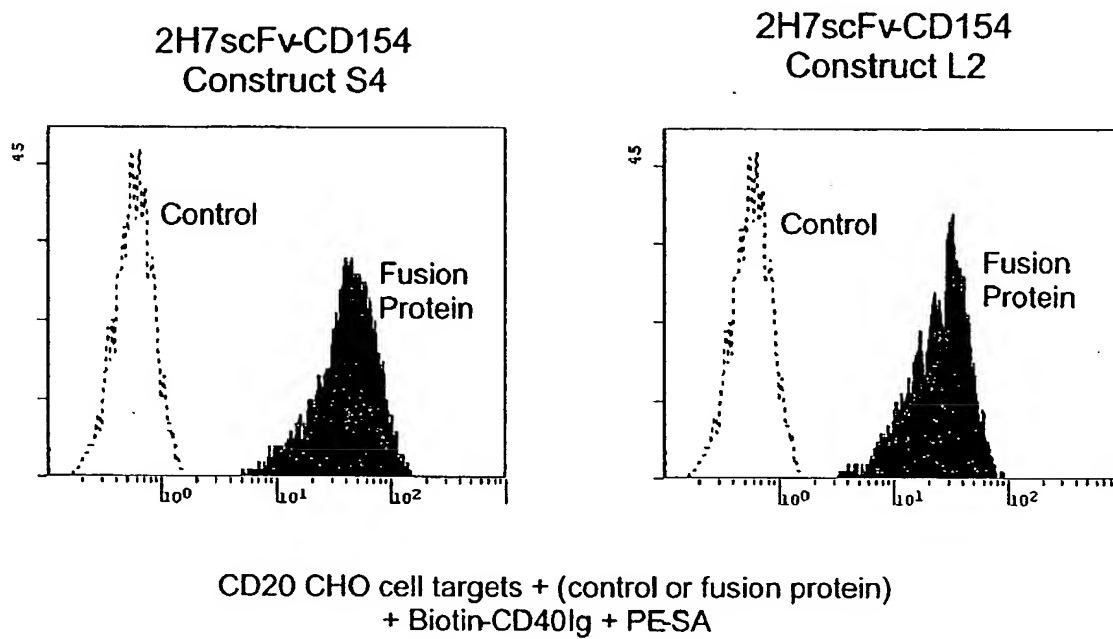 2H7scFv-CD154
Construct S4
45
Control
Fusion
Protein
10⁰ 10¹ 10²
2H7scFv-CD154
Construct L2
45
Control
Fusion
Protein
10⁰ 10¹ 10²
CD20 CHO cell targets + (control or fusion protein)
+ Biotin-CD40Ig + PE-SA